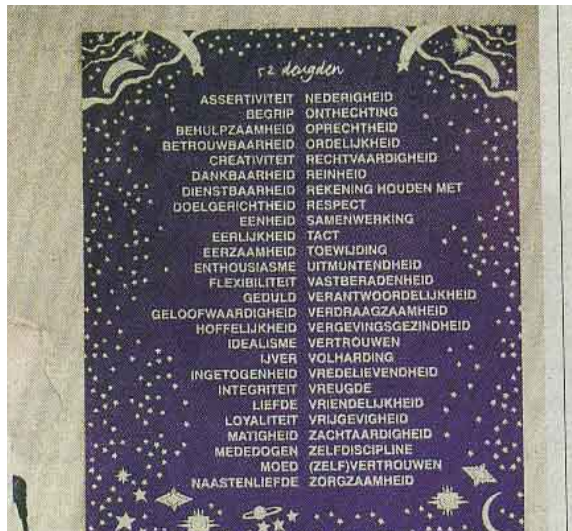 52 deugden
ASSERTIVITEIT NEDERIGHEID
BEGRIP ONTHECHTING
BEHULPZAAMHEID OPRECHTHEID
BETROUWBAARHEID ORDELIJKHEID
CREATIVITEIT RECHTVAARDIGHEID
DANKBAARHEID REINHEID
DIENSTBAARHEID REKENING HOUDEN MET
DOELGERICHTHEID RESPECT
EENHEID SAMENWERKING
EERLIJKHEID TACT
EERZAAMHEID TOEWIJDING
ENTHOUSIASME UITMUNTENDHEID
FLEXIBILITEIT VASTBERADENHEID
GEDULD VERANTWOORDELIJKHEID
GELOOFWAARDIGHEID VERDRAAGZAAMHEID
HOFFELIJKHEID VERGEVINGSGEZINDHEID
IDEALISME VERTROUWEN
IJVER VOLHARDING
INGETOGENHEID VREDELIEVENDHEID
INTEGRITEIT VREUGDE
LIEFDE VRIENDELIJKHEID
LOYALITEIT VRIJGEVIGHEID
MATIGHEID ZACHTAARDIGHEID
MEDEDOGEN ZELFDISCIPLINE
MOED (ZELF)VERTROUWEN
NAASTENLIEFDE ZORGZAAMHEID